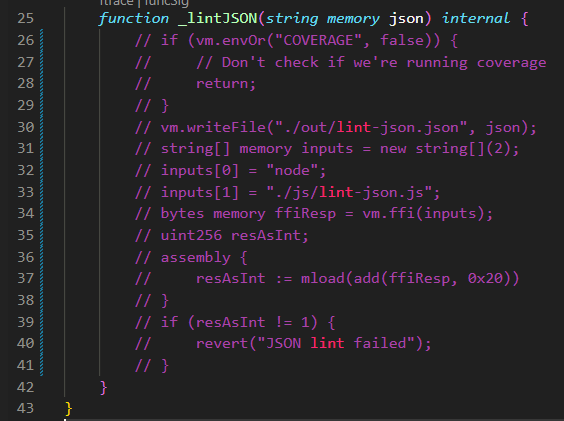 ftrace | funcSig
25 function _lintJSON(string memory json) internal {
26 // if (vm.envOr("COVERAGE", false)) {
27 //     // Don't check if we're running coverage
28 //     return;
29 // }
30 // vm.writeFile("./out/lint-json.json", json);
31 // string[] memory inputs = new string[](2);
32 // inputs[0] = "node";
33 // inputs[1] = "./js/lint-json.js";
34 // bytes memory ffiResp = vm.ffi(inputs);
35 // uint256 resAsInt;
36 // assembly {
37 //     resAsInt := mload(add(ffiResp, 0x20))
38 // }
39 // if (resAsInt != 1) {
40 //     revert("JSON lint failed");
41 // }
42 }
43 }